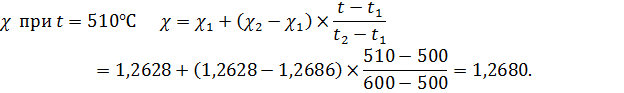 χ при t = 510°C χ = χ₁ + (χ₂ − χ₁) × (t − t₁)/(t₂ − t₁)
= 1,2628 + (1,2628 − 1,2686) × (510 − 500)/(600 − 500) = 1,2680.